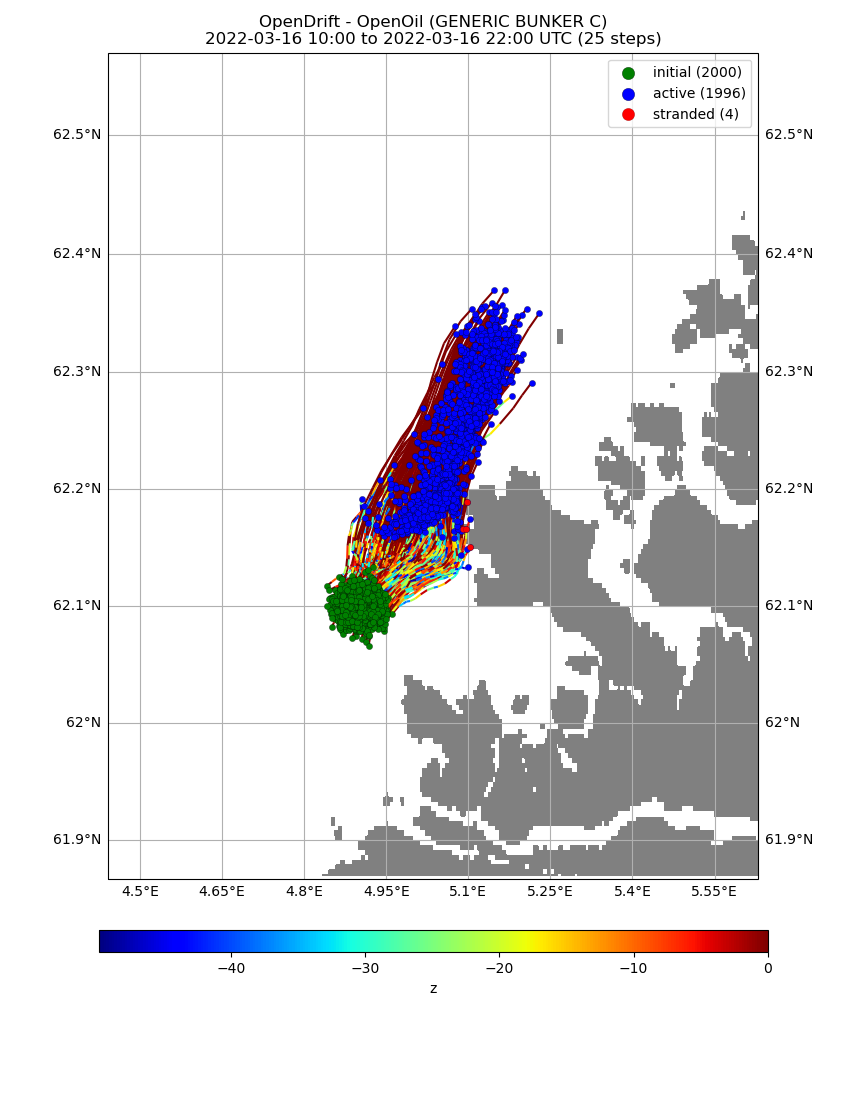 OpenDrift - OpenOil (GENERIC BUNKER C)
2022-03-16 10:00 to 2022-03-16 22:00 UTC (25 steps)
initial (2000)
active (1996)
stranded (4)
62.5°N 62.5°N
62.4°N 62.4°N
62.3°N 62.3°N
62.2°N 62.2°N
62.1°N 62.1°N
62°N 62°N
61.9°N 61.9°N
4.5°E 4.65°E 4.8°E 4.95°E 5.1°E 5.25°E 5.4°E 5.55°E
−40 −30 −20 −10 0
z